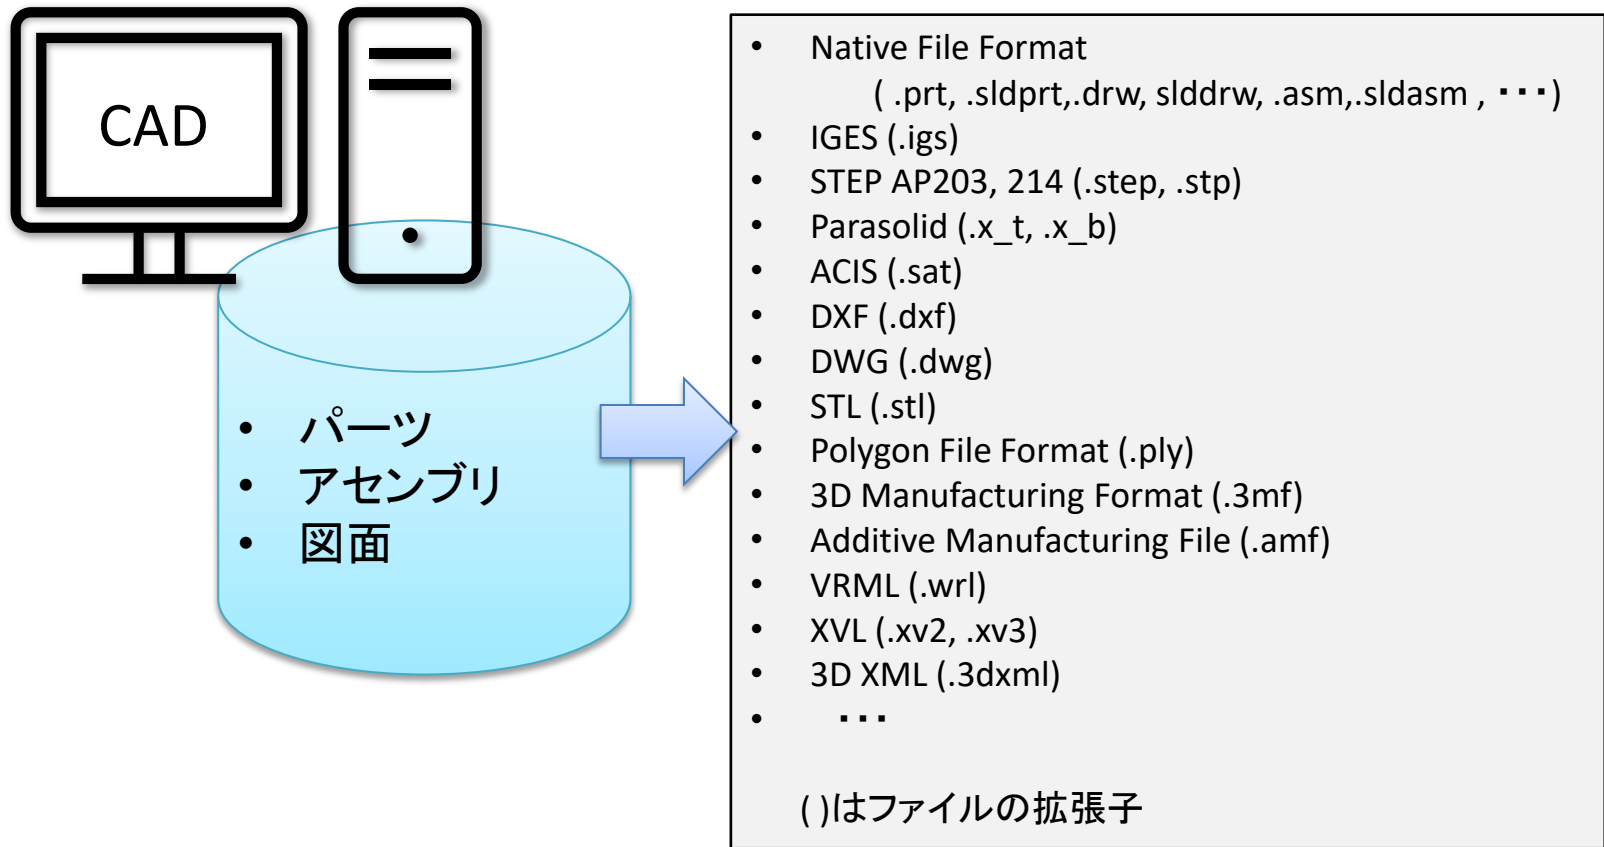 CAD
• パーツ
• アセンブリ
• 図面
• Native File Format
( .prt, .sldprt,.drw, slddrw, .asm,.sldasm , ・・・)
• IGES (.igs)
• STEP AP203, 214 (.step, .stp)
• Parasolid (.x_t, .x_b)
• ACIS (.sat)
• DXF (.dxf)
• DWG (.dwg)
• STL (.stl)
• Polygon File Format (.ply)
• 3D Manufacturing Format (.3mf)
• Additive Manufacturing File (.amf)
• VRML (.wrl)
• XVL (.xv2, .xv3)
• 3D XML (.3dxml)
• ・・・
( )はファイルの拡張子